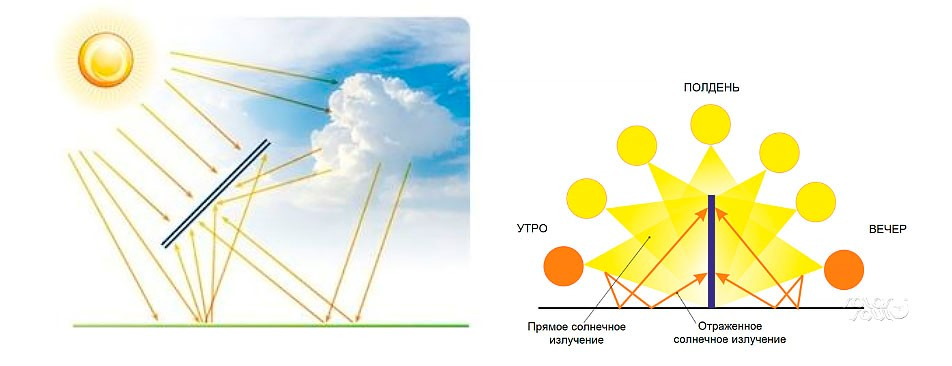 ПОЛДЕНЬ
УТРО
ВЕЧЕР
Прямое солнечное
излучение
Отраженное
солнечное излучение